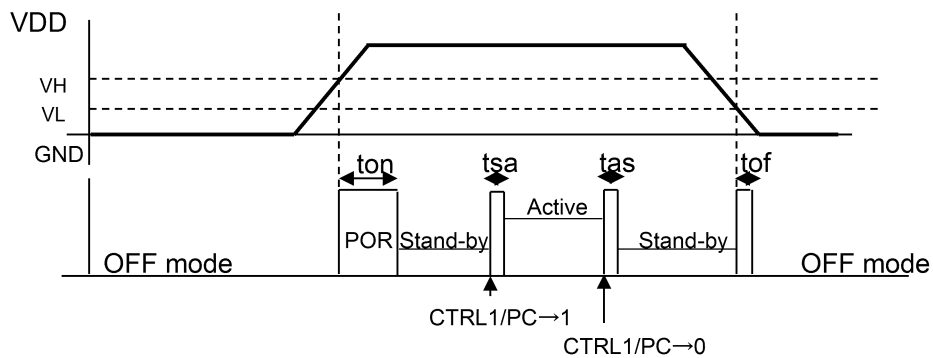 VDD
VH
VL
GND
ton
tsa
tas
tof
POR
Stand-by
Active
Stand-by
OFF mode
OFF mode
CTRL1/PC→1
CTRL1/PC→0